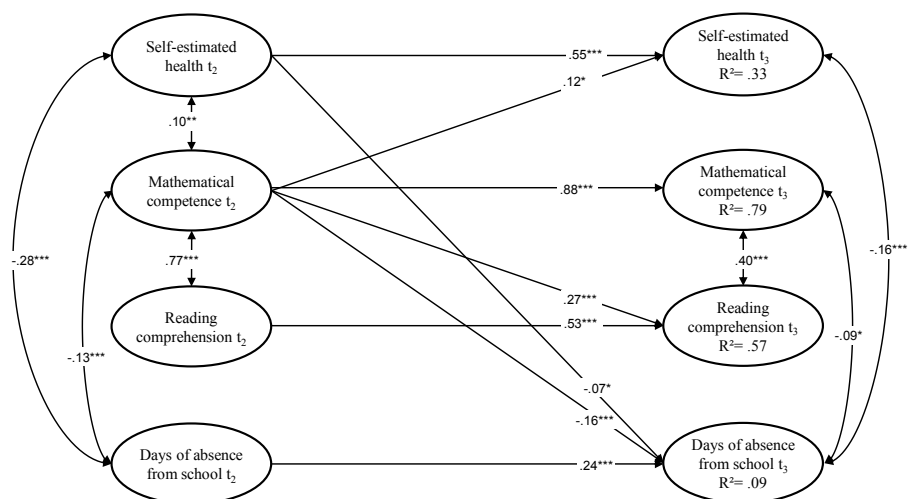 Self-estimated
health t₂
Self-estimated
health t₃
R²= .33
.55***
.12*
.10**
Mathematical
competence t₂
Mathematical
competence t₃
R²= .79
.88***
-.28***
.77***
.40***
-.16***
Reading
comprehension t₂
Reading
comprehension t₃
R²= .57
.27***
.53***
-.13***
-.09*
-.07*
-.16***
Days of absence
from school t₂
Days of absence
from school t₃
R²= .09
.24***